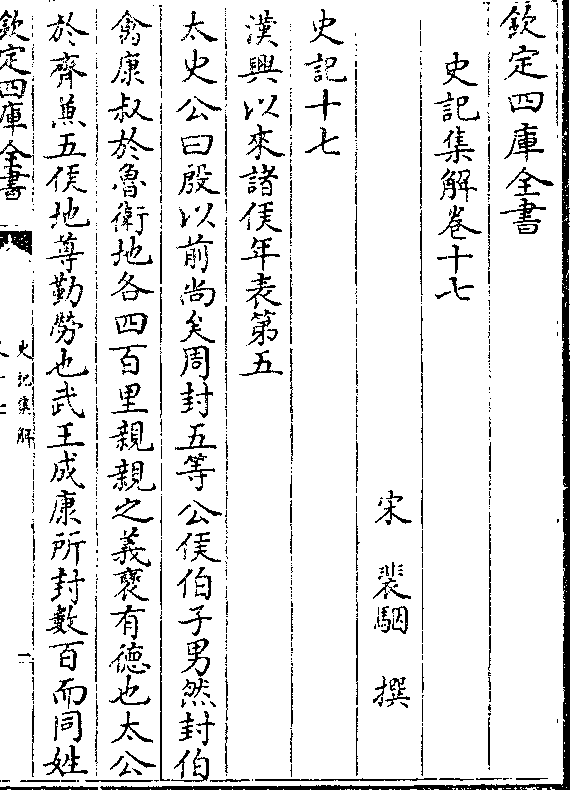 欽定四庫全書
史記集解卷十七
宋 裴駰 撰
史記十七
漢興以來諸侯年表第五
太史公曰殷以前尚矣周封五等公侯伯子男然封伯
禽康叔於魯衛地各四百里親親之義襃有德也太公
於齊兼五侯地尊勤勞也武王成康所封數百而同姓
欽定四庫全書
史記集解